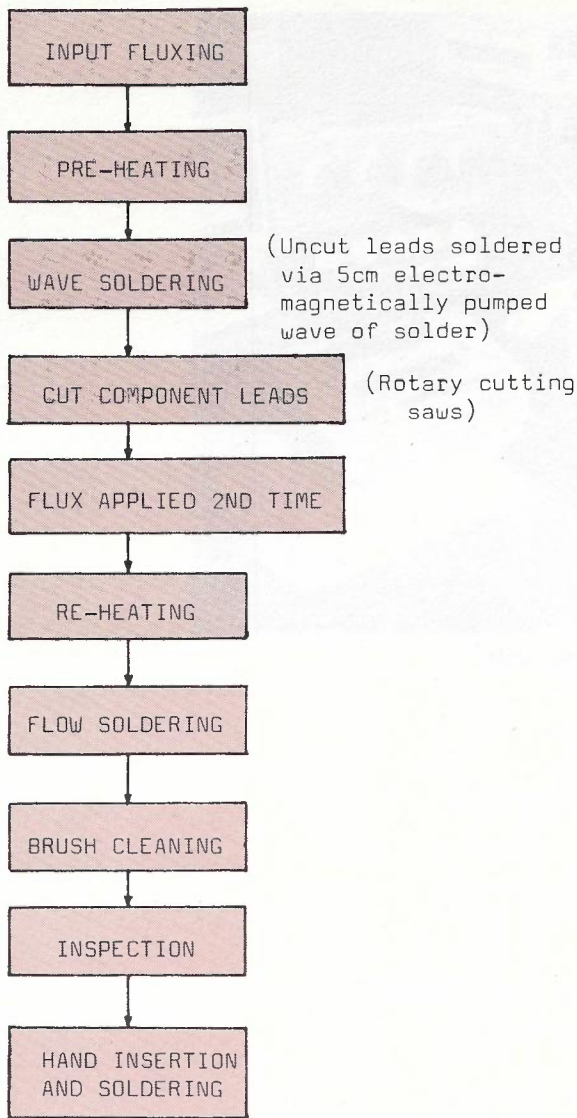 INPUT FLUXING
PRE-HEATING
WAVE SOLDERING
(Uncut leads soldered
via 5cm electro-
magnetically pumped
wave of solder)
CUT COMPONENT LEADS
(Rotary cutting
saws)
FLUX APPLIED 2ND TIME
RE-HEATING
FLOW SOLDERING
BRUSH CLEANING
INSPECTION
HAND INSERTION
AND SOLDERING